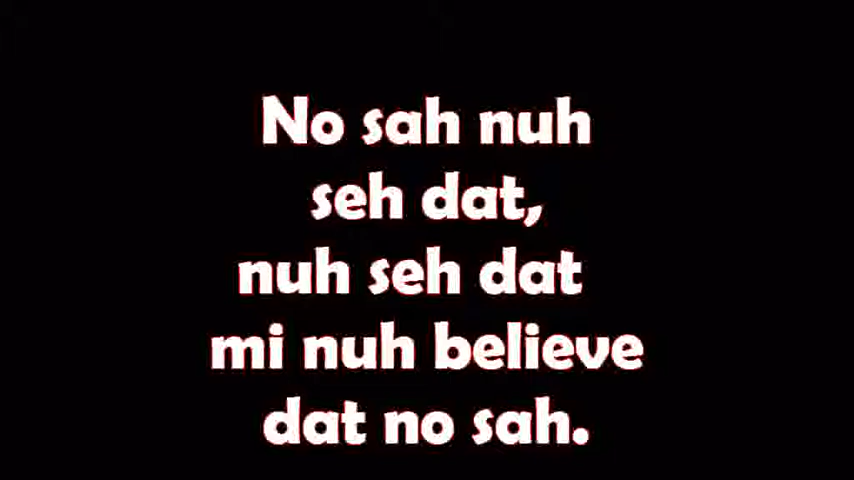 No sah nuh
seh dat,
nuh seh dat
mi nuh believe
dat no sah.